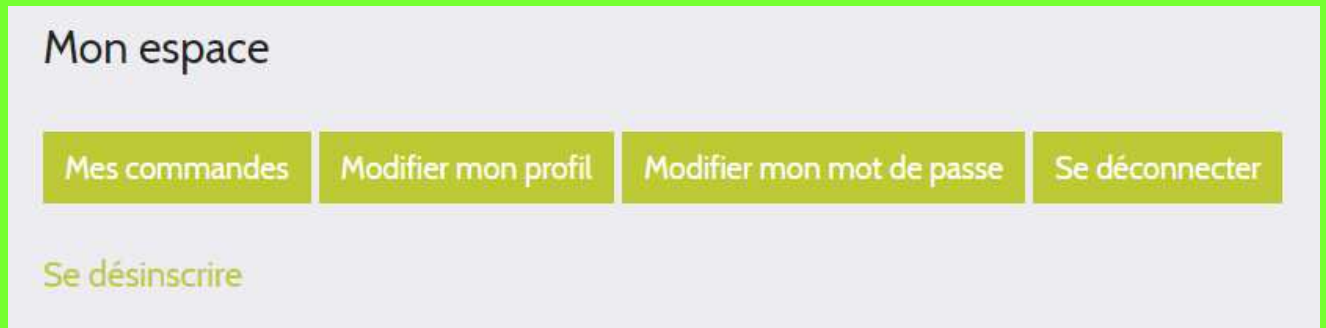 Mon espace
Mes commandes Modifier mon profil Modifier mon mot de passe Se déconnecter
Se désinscrire